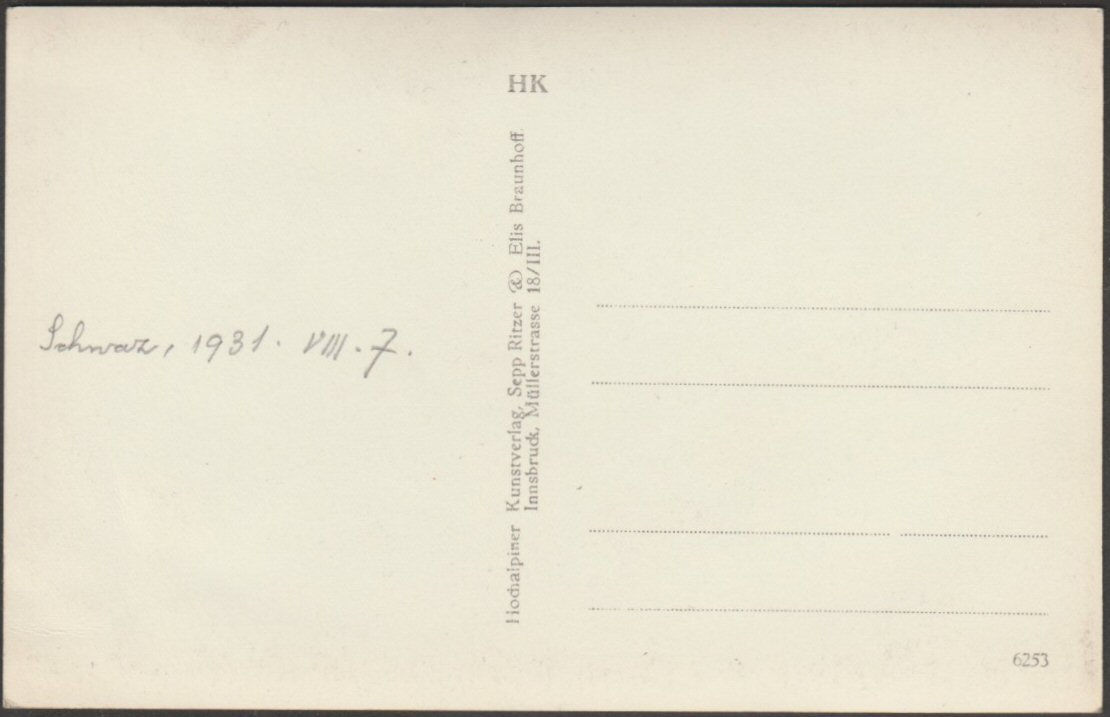 HK
Hochalpiner Kunstverlag, Sepp Ritzer & Elis Braunhoff.
Innsbruck, Müllerstrasse 18/III.
Schwaz, 1931. VIII. 7.
6253